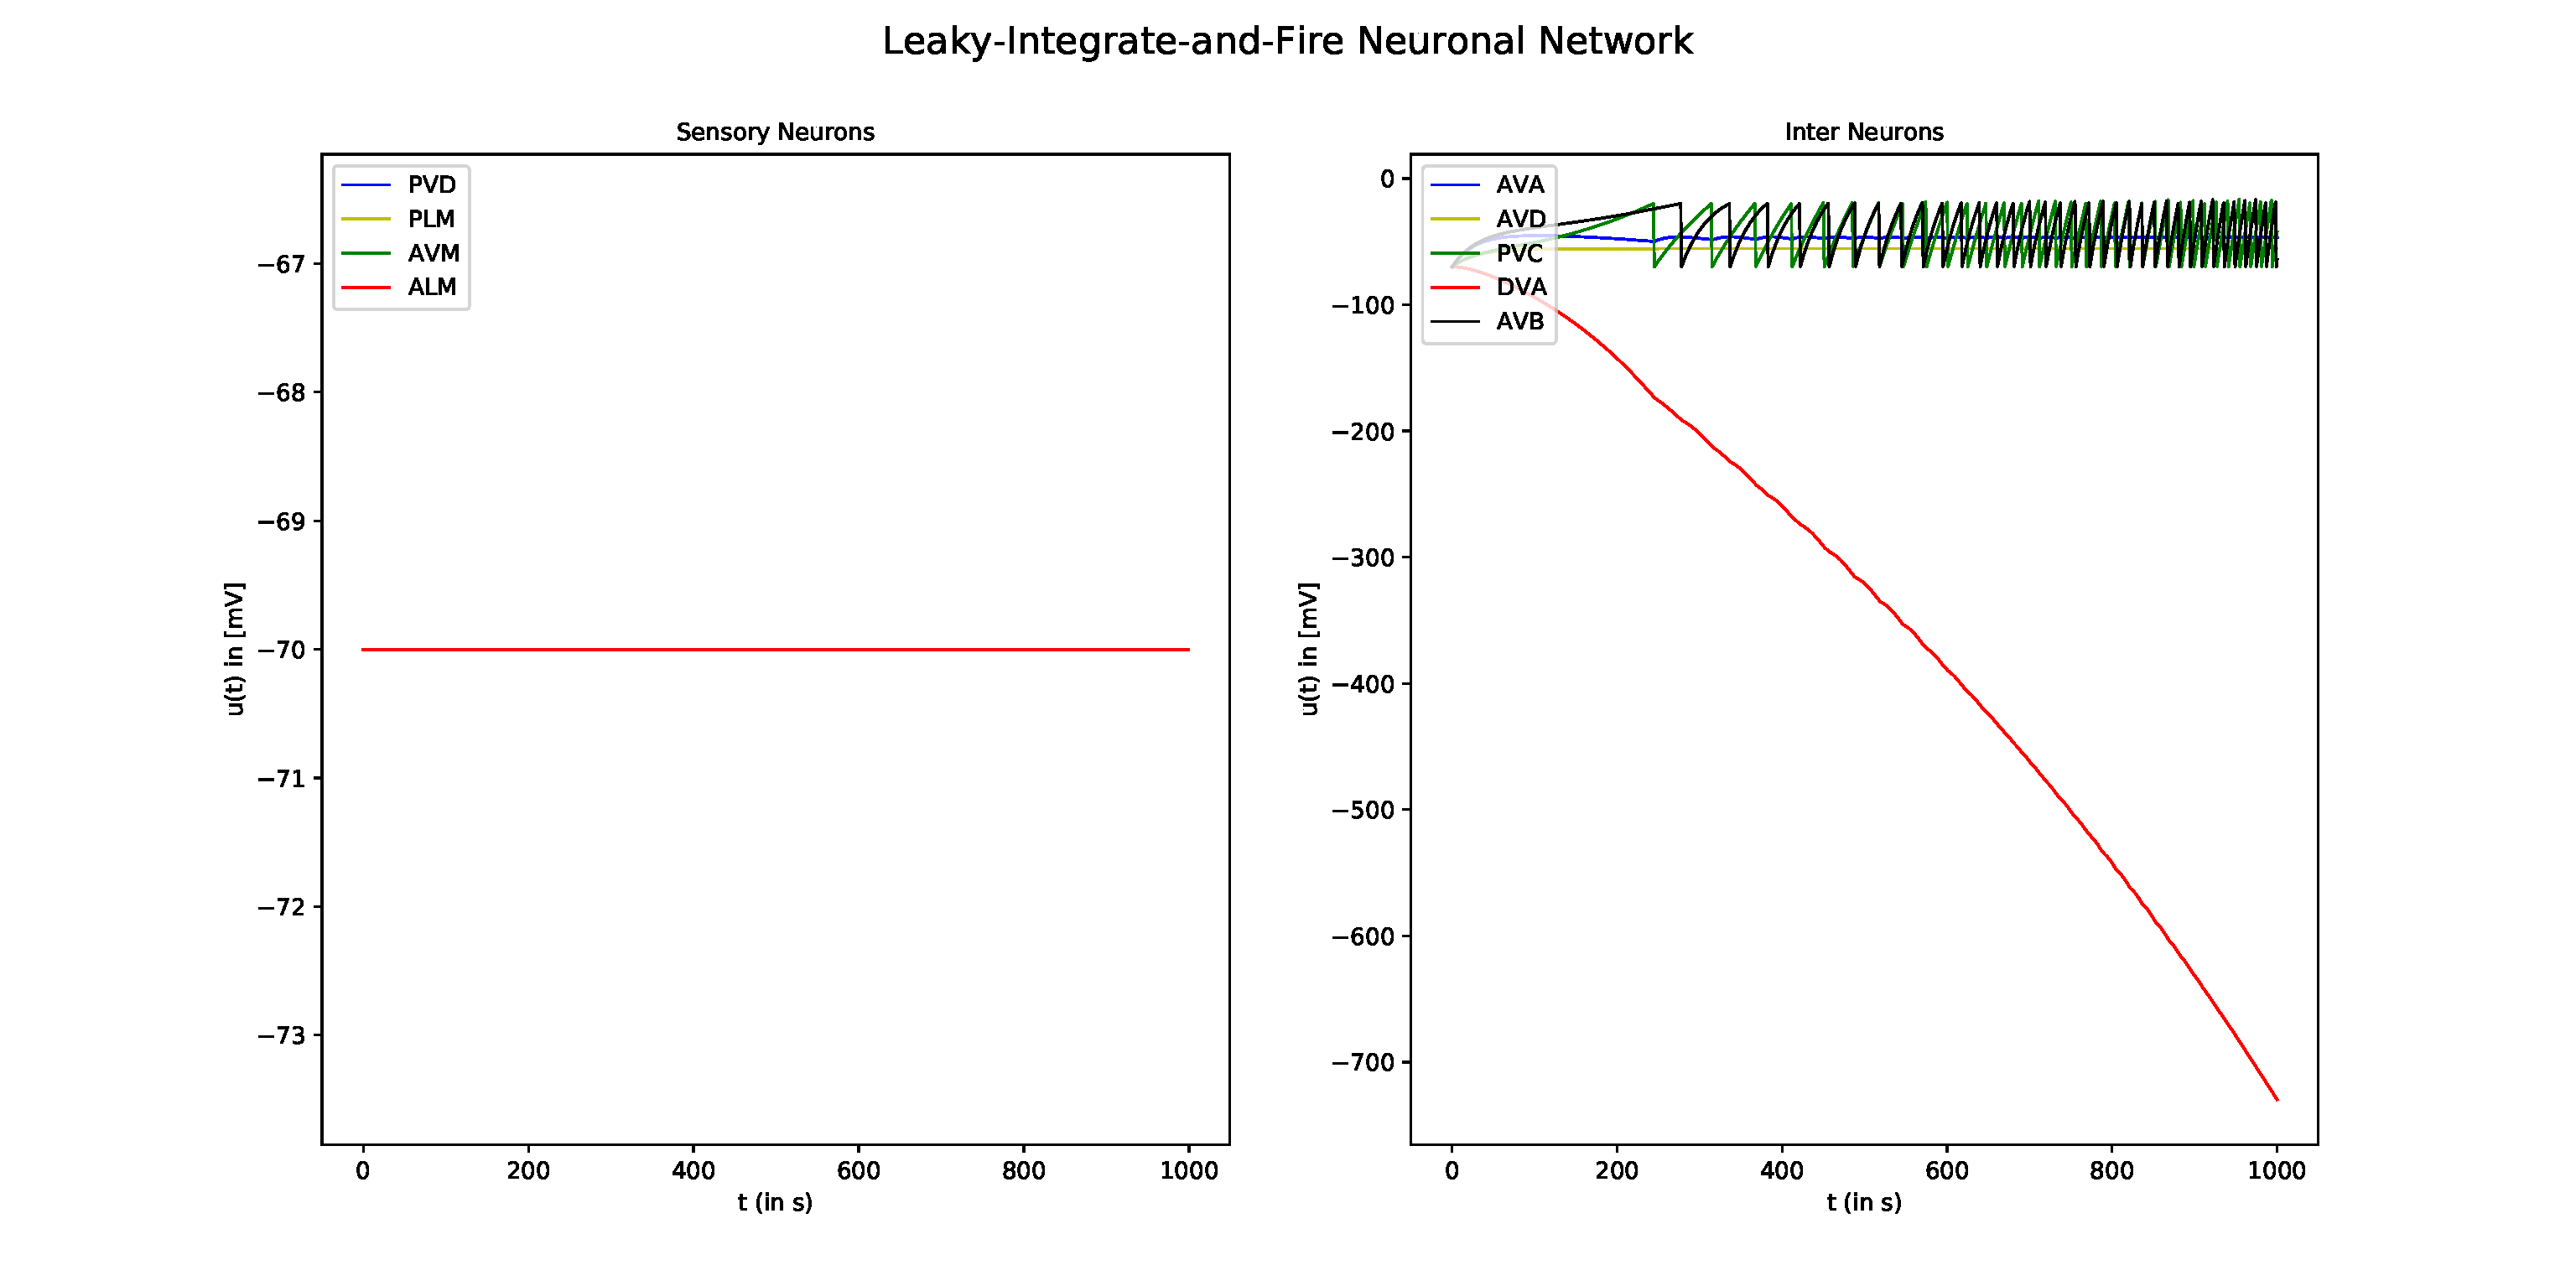 Leaky-Integrate-and-Fire Neuronal Network
Sensory Neurons
PVD
PLM
AVM
ALM
−67
−68
−69
−70
−71
−72
−73
u(t) in [mV]
0 200 400 600 800 1000
t (in s)
Inter Neurons
AVA
AVD
PVC
DVA
AVB
0
−100
−200
−300
−400
−500
−600
−700
u(t) in [mV]
0 200 400 600 800 1000
t (in s)